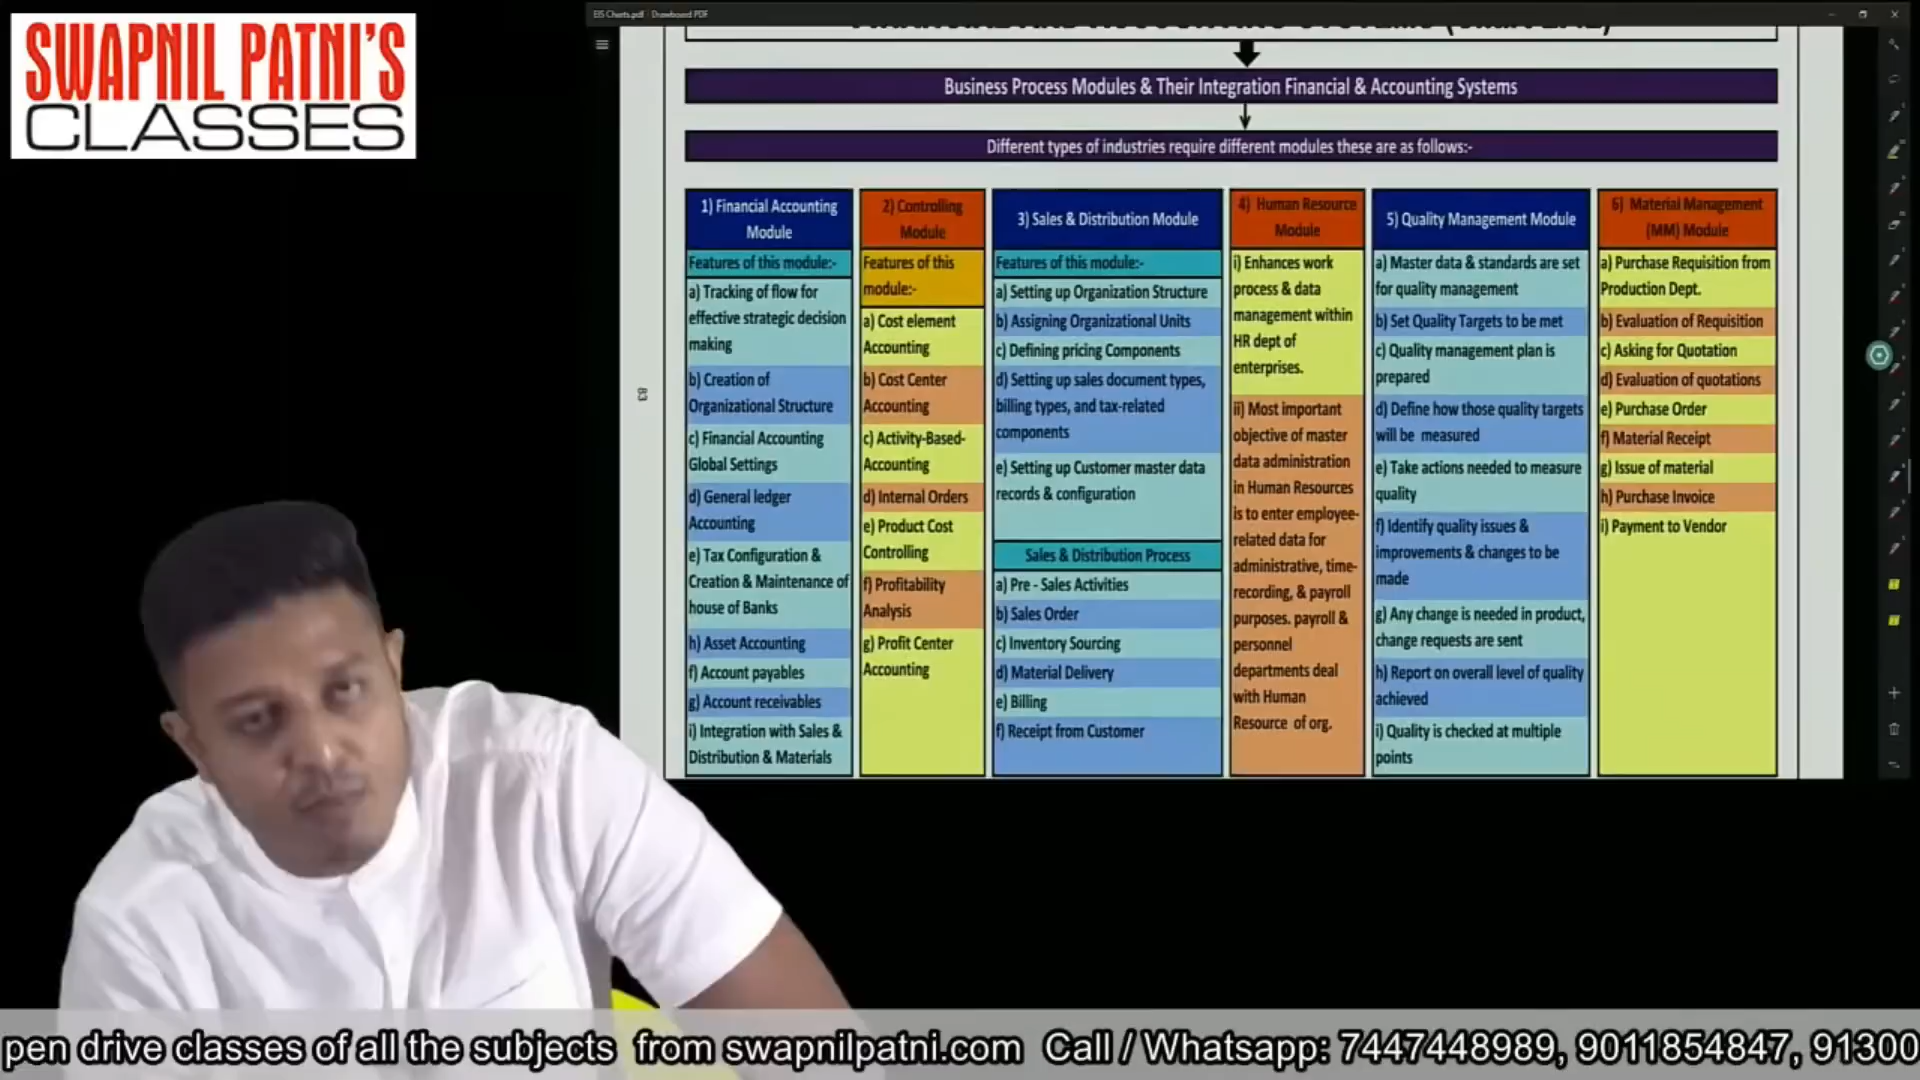 SWAPNIL PATNI'S
CLASSES
EIS Charts.pdf - Drawboard PDF
Business Process Modules & Their Integration Financial & Accounting Systems
Different types of industries require different modules these are as follows:-
83
1) Financial Accounting
Module
Features of this module:-
a) Tracking of flow for
effective strategic decision
making
b) Creation of
Organizational Structure
c) Financial Accounting
Global Settings
d) General ledger
Accounting
e) Tax Configuration &
Creation & Maintenance of
house of Banks
h) Asset Accounting
f) Account payables
g) Account receivables
i) Integration with Sales &
Distribution & Materials
2) Controlling
Module
Features of this
module:-
a) Cost element
Accounting
b) Cost Center
Accounting
c) Activity-Based-
Accounting
d) Internal Orders
e) Product Cost
Controlling
f) Profitability
Analysis
g) Profit Center
Accounting
3) Sales & Distribution Module
Features of this module:-
a) Setting up Organization Structure
b) Assigning Organizational Units
c) Defining pricing Components
d) Setting up sales document types,
billing types, and tax-related
components
e) Setting up Customer master data
records & configuration
Sales & Distribution Process
a) Pre - Sales Activities
b) Sales Order
c) Inventory Sourcing
d) Material Delivery
e) Billing
f) Receipt from Customer
4) Human Resource
Module
i) Enhances work
process & data
management within
HR dept of
enterprises.
ii) Most important
objective of master
data administration
in Human Resources
is to enter employee-
related data for
administrative, time-
recording, & payroll
purposes. payroll &
personnel
departments deal
with Human
Resource of org.
5) Quality Management Module
a) Master data & standards are set
for quality management
b) Set Quality Targets to be met
c) Quality management plan is
prepared
d) Define how those quality targets
will be measured
e) Take actions needed to measure
quality
f) Identify quality issues &
improvements & changes to be
made
g) Any change is needed in product,
change requests are sent
h) Report on overall level of quality
achieved
i) Quality is checked at multiple
points
6) Material Management
(MM) Module
a) Purchase Requisition from
Production Dept.
b) Evaluation of Requisition
c) Asking for Quotation
d) Evaluation of quotations
e) Purchase Order
f) Material Receipt
g) Issue of material
h) Purchase Invoice
i) Payment to Vendor
pen drive classes of all the subjects from swapnilpatni.com Call / Whatsapp: 7447448989, 9011854847, 91300